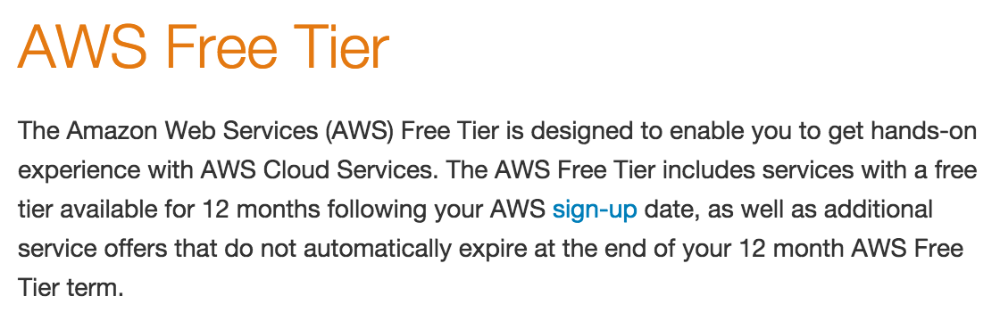 AWS Free Tier
The Amazon Web Services (AWS) Free Tier is designed to enable you to get hands-on
experience with AWS Cloud Services. The AWS Free Tier includes services with a free
tier available for 12 months following your AWS sign-up date, as well as additional
service offers that do not automatically expire at the end of your 12 month AWS Free
Tier term.